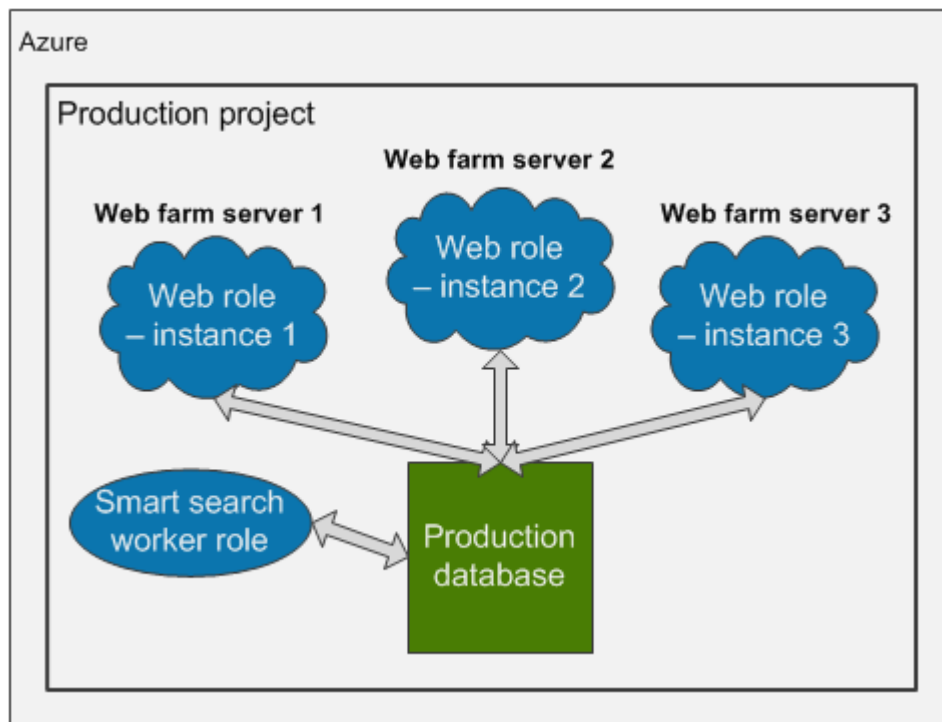 Azure
Production project
Web farm server 2
Web farm server 1
Web farm server 3
Web role
– instance 1
Web role
– instance 2
Web role
– instance 3
Smart search
worker role
Production
database